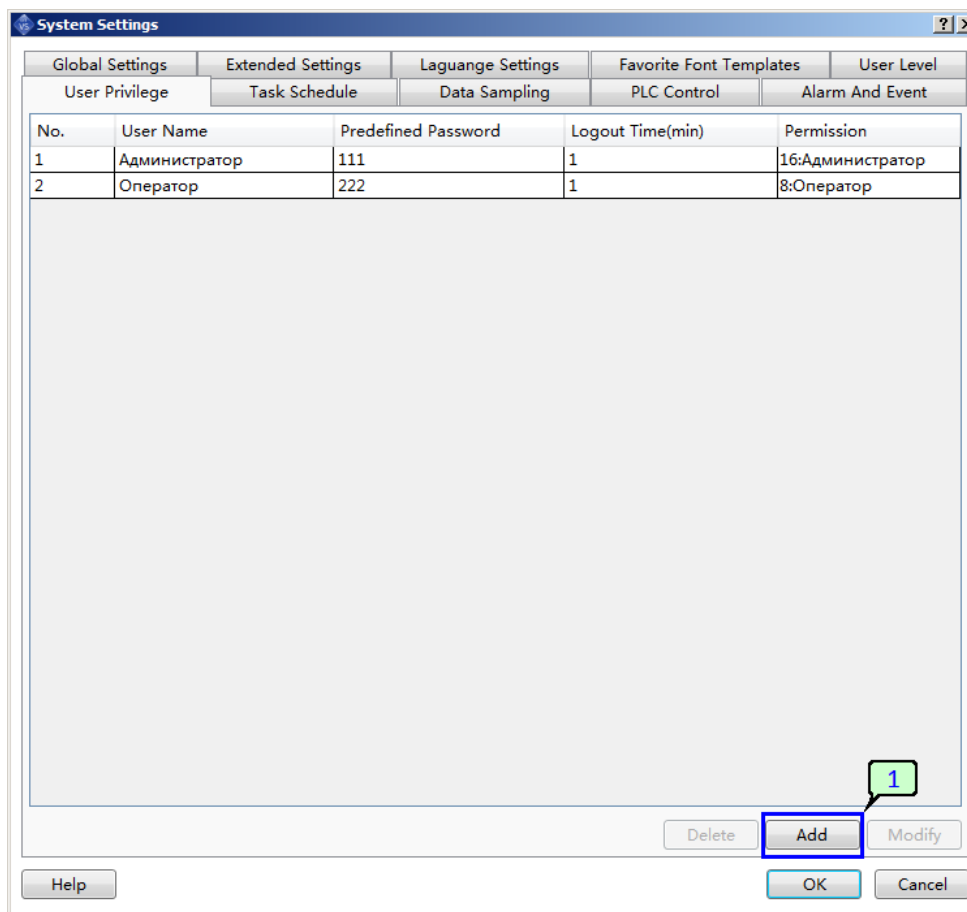 System Settings
Global Settings Extended Settings Laguange Settings Favorite Font Templates User Level
User Privilege Task Schedule Data Sampling PLC Control Alarm And Event
No. User Name Predefined Password Logout Time(min) Permission
1 Администратор 111 1 16:Администратор
2 Оператор 222 1 8:Оператор
1
Delete Add Modify
Help OK Cancel